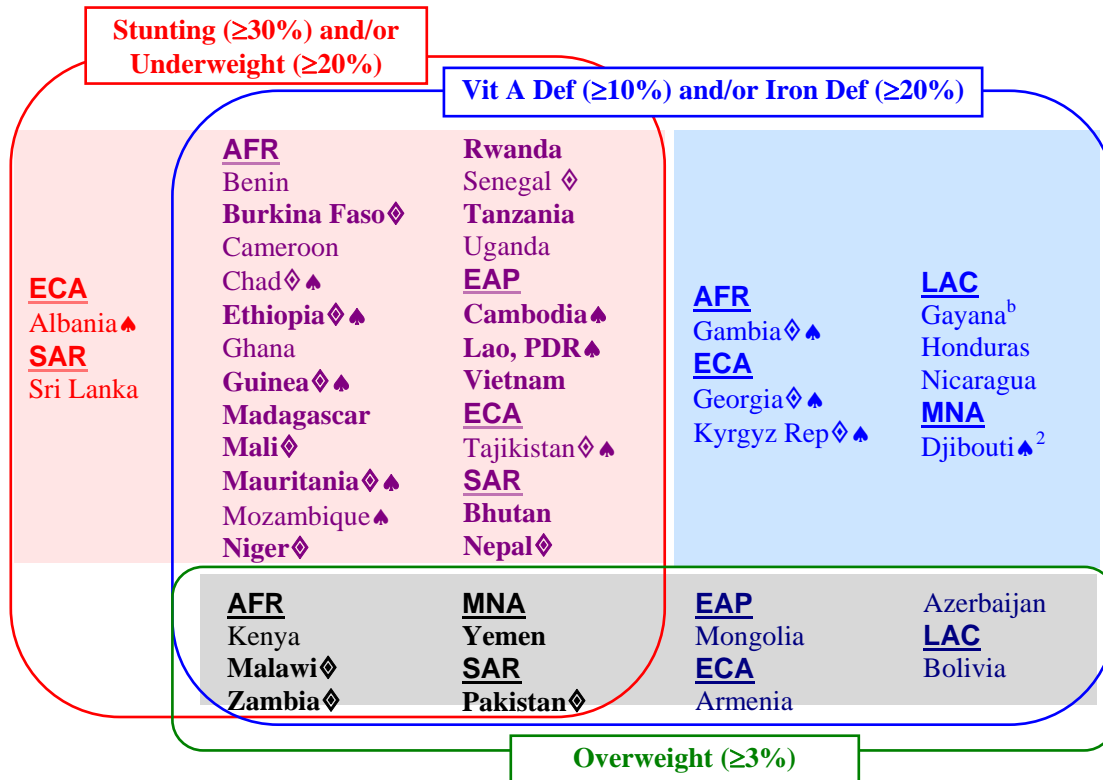 Stunting (≥30%) and/or
Underweight (≥20%)
Vit A Def (≥10%) and/or Iron Def (≥20%)
ECA
Albania♠
SAR
Sri Lanka
AFR
Benin
Burkina Faso◊
Cameroon
Chad◊♠
Ethiopia◊♠
Ghana
Guinea◊♠
Madagascar
Mali◊
Mauritania◊♠
Mozambique♠
Niger◊
Rwanda
Senegal ◊
Tanzania
Uganda
EAP
Cambodia♠
Lao, PDR♠
Vietnam
ECA
Tajikistan◊♠
SAR
Bhutan
Nepal◊
AFR
Gambia◊♠
ECA
Georgia◊♠
Kyrgyz Rep◊♠
LAC
Gayana^b
Honduras
Nicaragua
MNA
Djibouti♠²
AFR
Kenya
Malawi◊
Zambia◊
MNA
Yemen
SAR
Pakistan◊
EAP
Mongolia
ECA
Armenia
Azerbaijan
LAC
Bolivia
Overweight (≥3%)